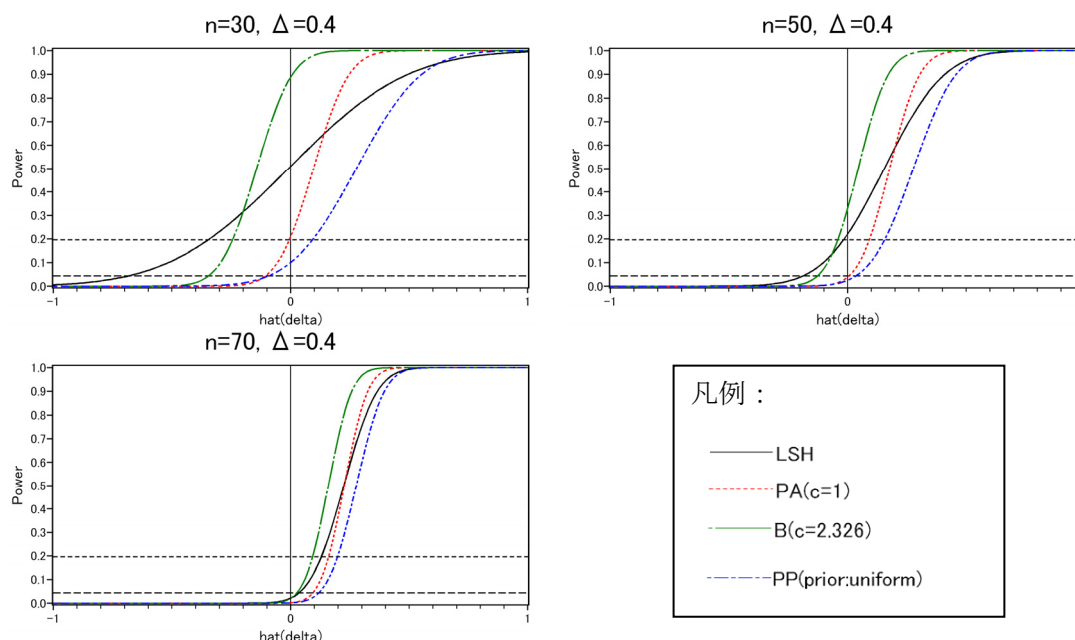 n=30, Δ=0.4
Power
1.0
0.9
0.8
0.7
0.6
0.5
0.4
0.3
0.2
0.1
0.0
-1
0
1
hat(delta)
n=50, Δ=0.4
Power
1.0
0.9
0.8
0.7
0.6
0.5
0.4
0.3
0.2
0.1
0.0
-1
0
hat(delta)
n=70, Δ=0.4
Power
1.0
0.9
0.8
0.7
0.6
0.5
0.4
0.3
0.2
0.1
0.0
-1
0
1
hat(delta)
凡例：
LSH
PA(c=1)
B(c=2.326)
PP(prior:uniform)